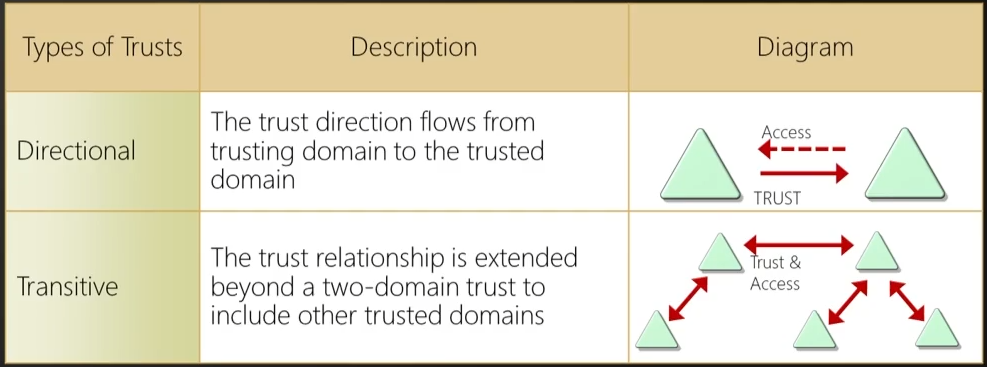 Types of Trusts
Description
Diagram
Directional
The trust direction flows from
trusting domain to the trusted
domain
Access
TRUST
Transitive
The trust relationship is extended
beyond a two-domain trust to
include other trusted domains
Trust &
Access